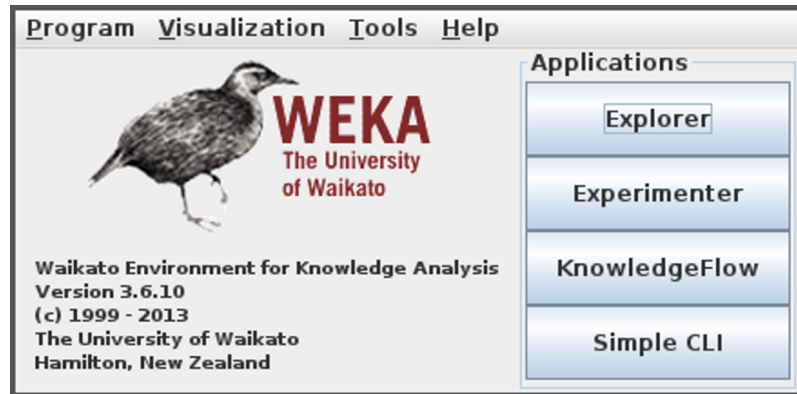 Program Visualization Tools Help
WEKA
The University
of Waikato
Waikato Environment for Knowledge Analysis
Version 3.6.10
(c) 1999 - 2013
The University of Waikato
Hamilton, New Zealand
Applications
Explorer
Experimenter
KnowledgeFlow
Simple CLI